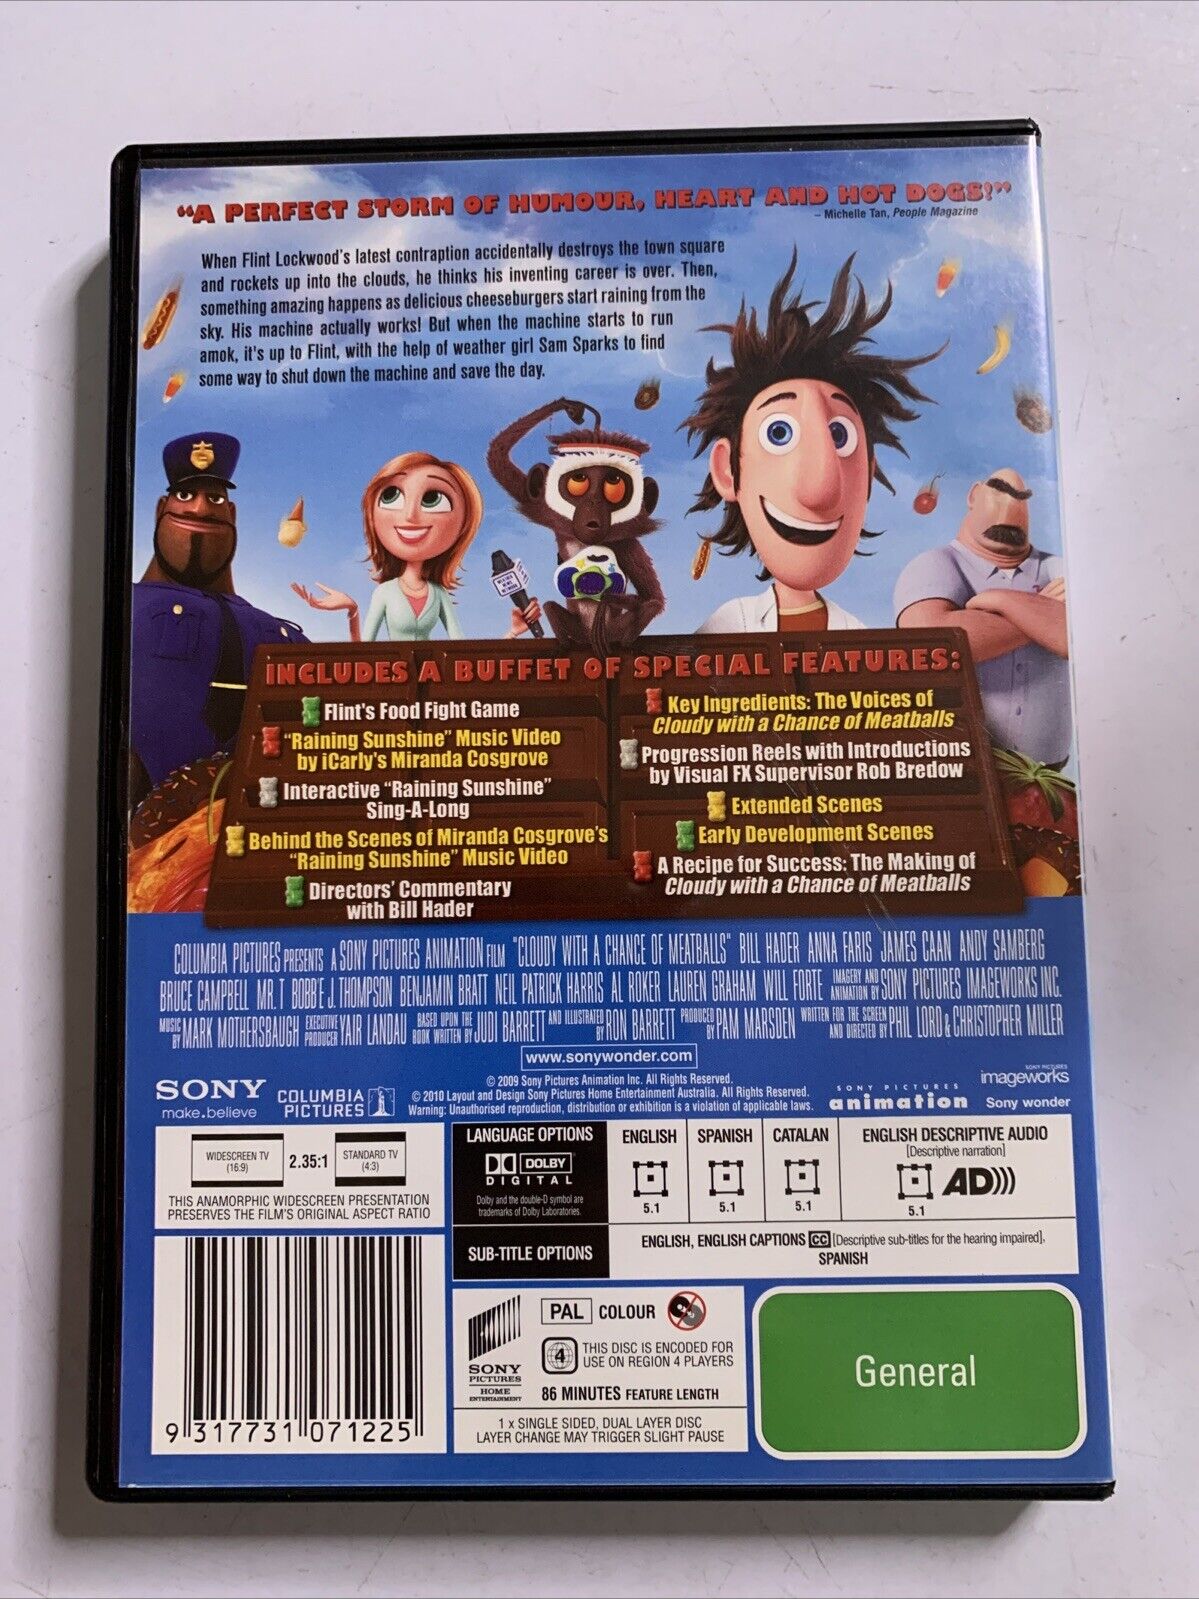 “A PERFECT STORM OF HUMOUR, HEART AND HOT DOGS!”
– Michelle Tan, People Magazine
When Flint Lockwood's latest contraption accidentally destroys the town square
and rockets up into the clouds, he thinks his inventing career is over. Then,
something amazing happens as delicious cheeseburgers start raining from the
sky. His machine actually works! But when the machine starts to run
amok, it's up to Flint, with the help of weather girl Sam Sparks to find
some way to shut down the machine and save the day.
WEATHER
NEWS
NETWORK
INCLUDES A BUFFET OF SPECIAL FEATURES:
Flint's Food Fight Game
“Raining Sunshine” Music Video
by iCarly's Miranda Cosgrove
Interactive “Raining Sunshine”
Sing-A-Long
Behind the Scenes of Miranda Cosgrove's
“Raining Sunshine” Music Video
Directors' Commentary
with Bill Hader
Key Ingredients: The Voices of
Cloudy with a Chance of Meatballs
Progression Reels with Introductions
by Visual FX Supervisor Rob Bredow
Extended Scenes
Early Development Scenes
A Recipe for Success: The Making of
Cloudy with a Chance of Meatballs
COLUMBIA PICTURES PRESENTS A SONY PICTURES ANIMATION FILM "CLOUDY WITH A CHANCE OF MEATBALLS" BILL HADER ANNA FARIS JAMES CAAN ANDY SAMBERG
BRUCE CAMPBELL MR. T BOBB'E J. THOMPSON BENJAMIN BRATT NEIL PATRICK HARRIS AL ROKER LAUREN GRAHAM WILL FORTE IMAGERY AND ANIMATION BY SONY PICTURES IMAGEWORKS INC.
MUSIC BY MARK MOTHERSBAUGH EXECUTIVE PRODUCER YAIR LANDAU BASED UPON THE BOOK WRITTEN BY JUDI BARRETT AND ILLUSTRATED BY RON BARRETT PRODUCED BY PAM MARSDEN WRITTEN FOR THE SCREEN AND DIRECTED BY PHIL LORD & CHRISTOPHER MILLER
www.sonywonder.com
SONY
make.believe
COLUMBIA
PICTURES
© 2009 Sony Pictures Animation Inc. All Rights Reserved.
© 2010 Layout and Design Sony Pictures Home Entertainment Australia. All Rights Reserved.
Warning: Unauthorised reproduction, distribution or exhibition is a violation of applicable laws.
SONY PICTURES
animation
SONY PICTURES
imageworks
Sony wonder
WIDESCREEN TV
(16:9)
2.35:1
STANDARD TV
(4:3)
THIS ANAMORPHIC WIDESCREEN PRESENTATION
PRESERVES THE FILM'S ORIGINAL ASPECT RATIO
LANGUAGE OPTIONS
DOLBY
DIGITAL
Dolby and the double-D symbol are
trademarks of Dolby Laboratories.
ENGLISH
5.1
SPANISH
5.1
CATALAN
5.1
ENGLISH DESCRIPTIVE AUDIO
[Descriptive narration]
AD)))
5.1
SUB-TITLE OPTIONS
ENGLISH, ENGLISH CAPTIONS CC [Descriptive sub-titles for the hearing impaired],
SPANISH
9 317731 071225
SONY
PICTURES
HOME
ENTERTAINMENT
PAL COLOUR
4 THIS DISC IS ENCODED FOR
USE ON REGION 4 PLAYERS
86 MINUTES FEATURE LENGTH
1 x SINGLE SIDED, DUAL LAYER DISC
LAYER CHANGE MAY TRIGGER SLIGHT PAUSE
General